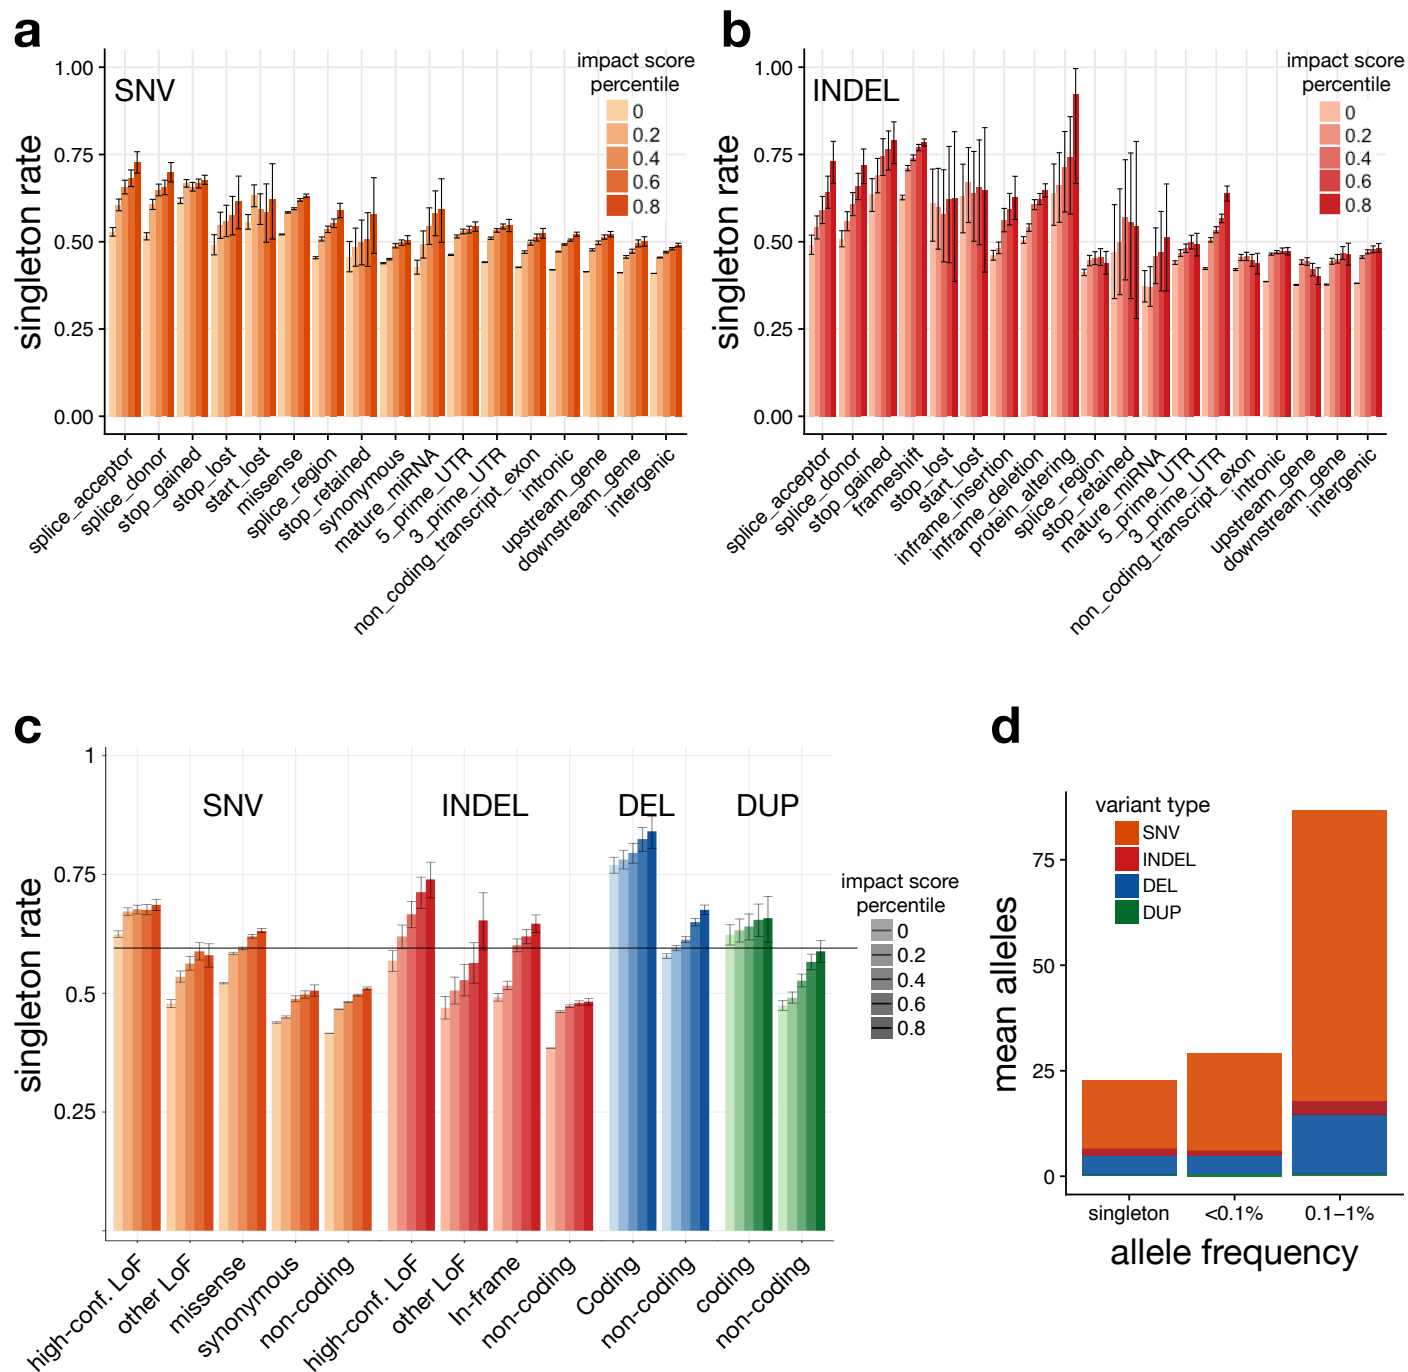 a
SNV
singleton rate
1.00
0.75
0.50
0.25
0.00
impact score
percentile
0
0.2
0.4
0.6
0.8
splice_acceptor
splice_donor
stop_gained
stop_lost
start_lost
missense
splice_region
stop_retained
synonymous
mature_miRNA
5_prime_UTR
3_prime_UTR
non_coding_transcript_exon
intronic
upstream_gene
downstream_gene
intergenic
b
INDEL
singleton rate
1.00
0.75
0.50
0.25
0.00
impact score
percentile
0
0.2
0.4
0.6
0.8
splice_acceptor
splice_donor
stop_gained
frameshift
stop_lost
start_lost
inframe_insertion
inframe_deletion
protein_altering
splice_region
stop_retained
mature_miRNA
5_prime_UTR
3_prime_UTR
non_coding_transcript_exon
intronic
upstream_gene
downstream_gene
intergenic
c
singleton rate
1
0.75
0.5
0.25
SNV
INDEL
DEL
DUP
impact score
percentile
0
0.2
0.4
0.6
0.8
high-conf. LoF
other LoF
missense
synonymous
non-coding
high-conf. LoF
other LoF
In-frame
non-coding
Coding
non-coding
coding
non-coding
d
mean alleles
75
50
25
0
variant type
SNV
INDEL
DEL
DUP
singleton
<0.1%
0.1–1%
allele frequency